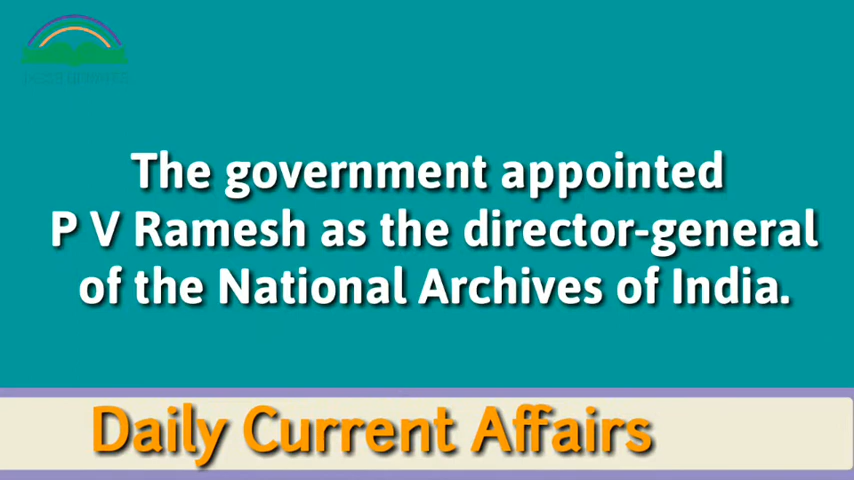 The government appointed
P V Ramesh as the director-general
of the National Archives of India.
Daily Current Affairs